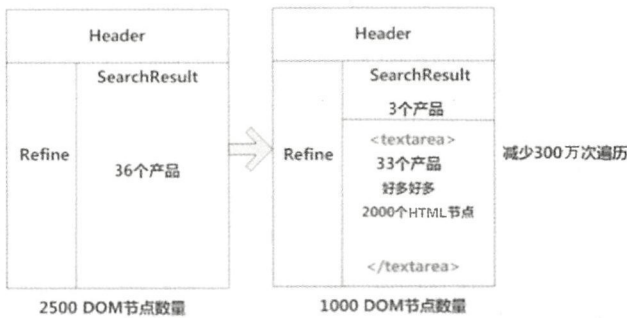 Header
SearchResult
Refine
36个产品
2500 DOM节点数量
Header
SearchResult
3个产品
Refine
<textarea>
33个产品
好多好多
2000个HTML节点
</textarea>
1000 DOM节点数量
减少300万次遍历